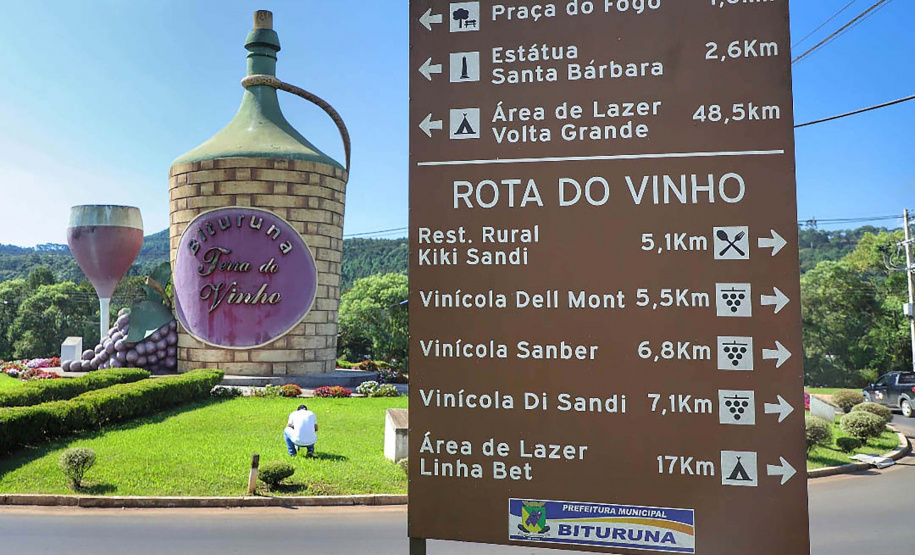 Bituruna
Terra do
Vinho
Praça do Fogo
Estátua
Santa Bárbara
2,6Km
Área de Lazer
Volta Grande
48,5km
ROTA DO VINHO
Rest. Rural
Kiki Sandi
5,1Km
Vinícola Dell Mont 5,5Km
Vinícola Sanber 6,8Km
Vinícola Di Sandi 7,1Km
Área de Lazer
Linha Bet
17Km
PREFEITURA MUNICIPAL
BITURUNA